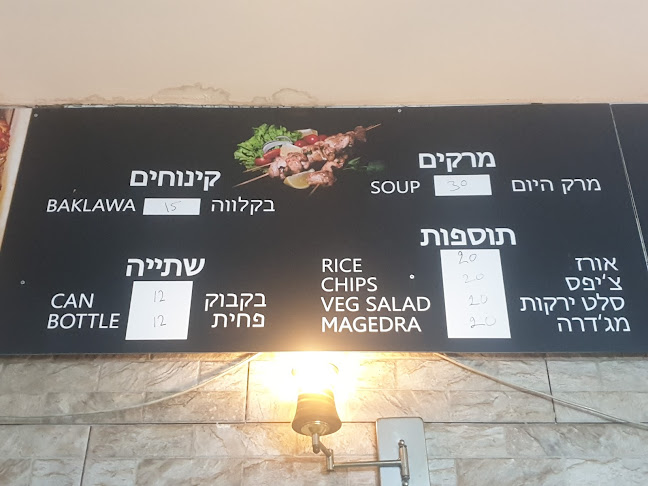 מרקים
SOUP 30 מרק היום
תוספות
RICE 20 אורז
CHIPS 20 צ'יפס
VEG SALAD 20 סלט ירקות
MAGEDRA 20 מג'דרה
קינוחים
BAKLAWA 15 בקלווה
שתייה
CAN 12 בקבוק
BOTTLE 12 פחית